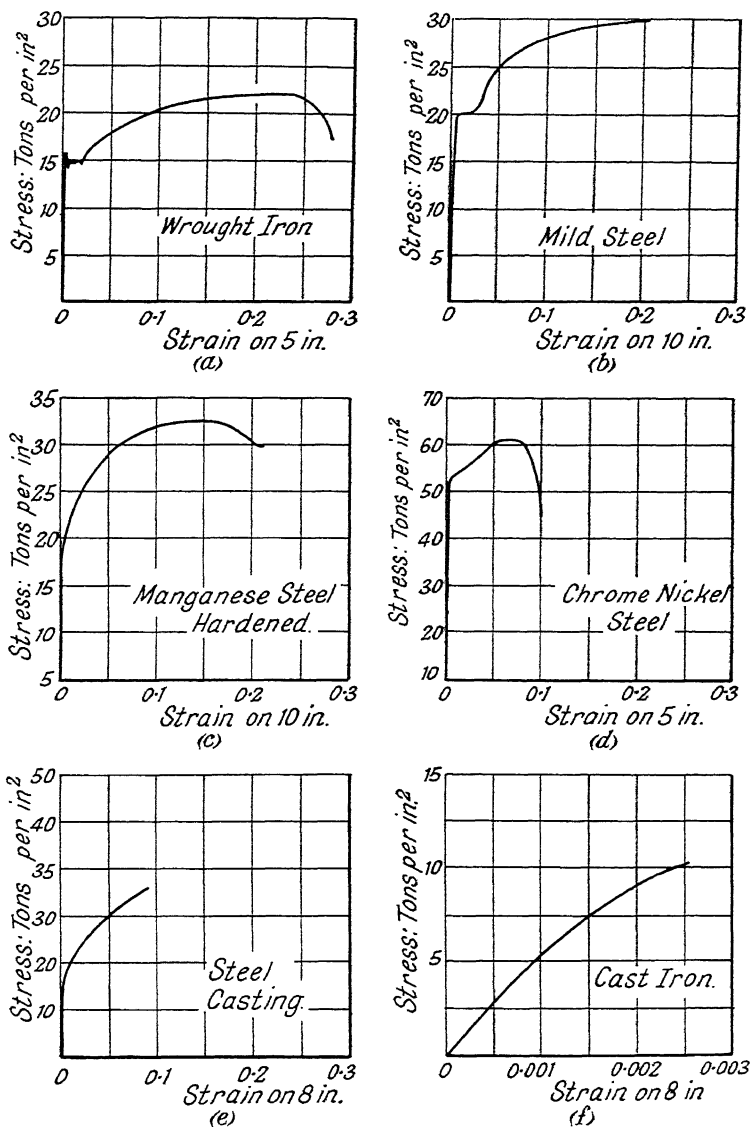 Stress: Tons per in²
30
25
20
15
10
5
Wrought Iron
0 0·1 0·2 0·3
Strain on 5 in.
(a)
Stress: Tons per in²
30
25
20
15
10
5
Mild Steel
0 0·1 0·2 0·3
Strain on 10 in.
(b)
Stress: Tons per in²
35
30
25
20
15
10
5
Manganese Steel
Hardened.
0 0·1 0·2 0·3
Strain on 10 in.
(c)
Stress: Tons per in²
70
60
50
40
30
20
10
Chrome Nickel
Steel
0 0·1 0·2 0·3
Strain on 5 in.
(d)
Stress: Tons per in²
50
40
35
30
20
10
Steel
Casting.
0 0·1 0·2 0·3
Strain on 8 in.
(e)
Stress: Tons per in.²
15
10
5
Cast Iron.
0 0·001 0·002 0·003
Strain on 8 in
(f)